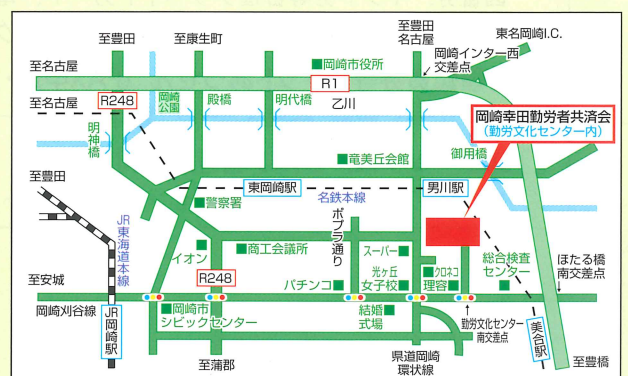 至豊田
至康生町
至豊田
名古屋
東名岡崎I.C.
岡崎インター西
交差点
至名古屋
岡崎市役所
R1
至名古屋
R248
岡崎
公園
殿橋
明代橋
乙川
岡崎幸田勤労者共済会
(勤労文化センター内)
明神橋
竜美丘会館
御用橋
至豊田
東岡崎駅
名鉄本線
男川駅
警察署
JR東海道本線
ポプラ通り
イオン
商工会議所
スーパー
総合検査
センター
ほたる橋
南交差点
至安城
R248
パチンコ
光ヶ丘
女子校
クロネコ
理容
岡崎刈谷線
JR岡崎駅
岡崎市
シビックセンター
結婚
式場
勤労文化センター
南交差点
美合駅
至蒲郡
県道岡崎
環状線
至豊橋